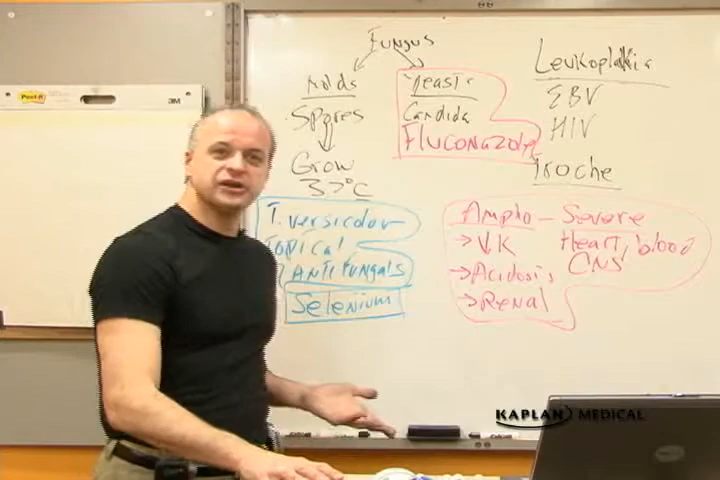 Fungus
Molds
Spores
Grow
37°C
Yeasts
Candida
Fluconazole
Leukoplakia
EBV
HIV
Troche
T. versicolor
Topical
Antifungals
Selenium
Ampho - Severe
→ ↓K Heart, blood
→ Acidosis CNS
→ Renal
Post-it
3M
KAPLAN MEDICAL